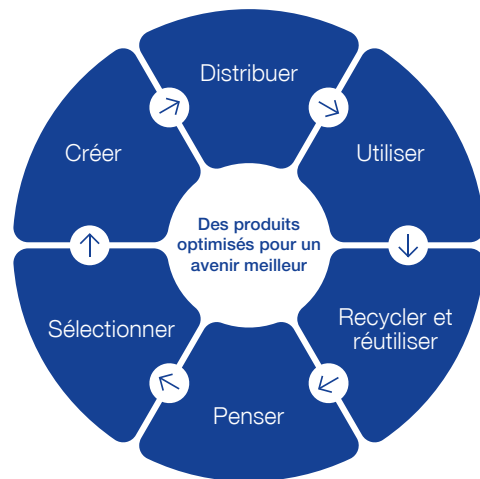 Distribuer
Créer
Utiliser
Des produits
optimisés pour un
avenir meilleur
Sélectionner
Recycler et
réutiliser
Penser